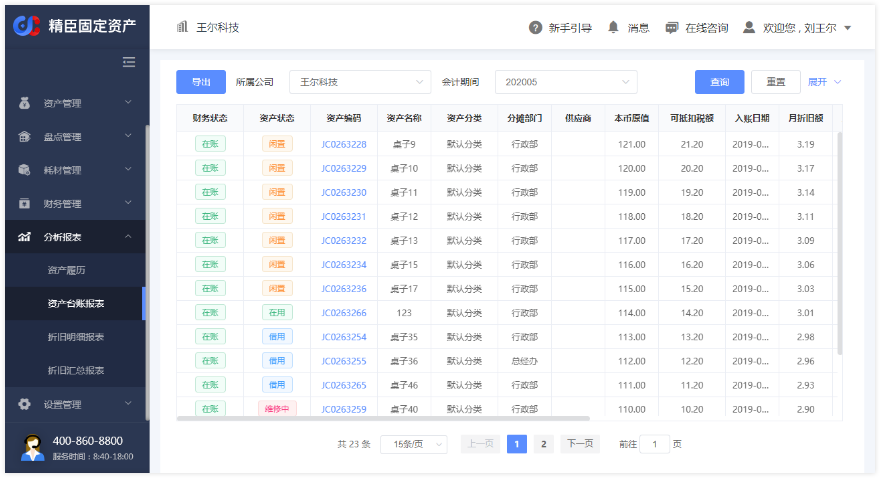 精臣固定资产
王尔科技
新手引导 消息 在线咨询 欢迎您，刘王尔
资产管理
盘点管理
耗材管理
财务管理
分析报表
资产履历
资产台账报表
折旧明细报表
折旧汇总报表
设置管理
400-860-8800
服务时间：8:40-18:00
导出 所属公司 王尔科技 会计期间 202005 查询 重置 展开
财务状态 资产状态 资产编码 资产名称 资产分类 分摊部门 供应商 本币原值 可抵扣税额 入账日期 月折旧额
在账 闲置 JC0263228 桌子9 默认分类 行政部 121.00 21.20 2019-0... 3.19
在账 闲置 JC0263229 桌子10 默认分类 行政部 120.00 20.20 2019-0... 3.17
在账 闲置 JC0263230 桌子11 默认分类 行政部 119.00 19.20 2019-0... 3.14
在账 闲置 JC0263231 桌子12 默认分类 行政部 118.00 18.20 2019-0... 3.11
在账 闲置 JC0263232 桌子13 默认分类 行政部 117.00 17.20 2019-0... 3.09
在账 闲置 JC0263234 桌子15 默认分类 行政部 116.00 16.20 2019-0... 3.06
在账 闲置 JC0263236 桌子17 默认分类 行政部 115.00 15.20 2019-0... 3.03
在账 在用 JC0263266 123 默认分类 行政部 114.00 14.20 2019-0... 3.01
在账 借用 JC0263254 桌子35 默认分类 行政部 113.00 13.20 2019-0... 2.98
在账 借用 JC0263255 桌子36 默认分类 总经办 112.00 12.20 2019-0... 2.96
在账 借用 JC0263265 桌子46 默认分类 行政部 111.00 11.20 2019-0... 2.93
在账 维修中 JC0263259 桌子40 默认分类 行政部 110.00 10.20 2019-0... 2.90
共 23 条 15条/页 上一页 1 2 下一页 前往 1 页